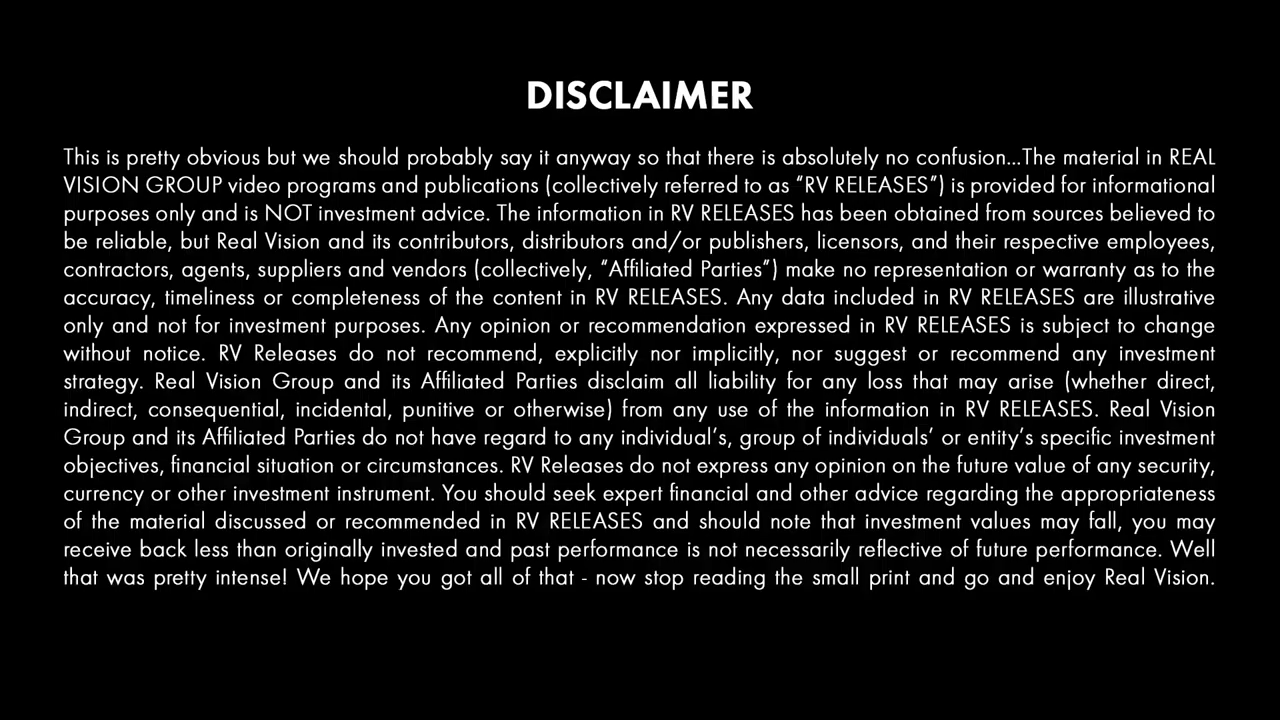 DISCLAIMER
This is pretty obvious but we should probably say it anyway so that there is absolutely no confusion...The material in REAL
VISION GROUP video programs and publications (collectively referred to as “RV RELEASES”) is provided for informational
purposes only and is NOT investment advice. The information in RV RELEASES has been obtained from sources believed to
be reliable, but Real Vision and its contributors, distributors and/or publishers, licensors, and their respective employees,
contractors, agents, suppliers and vendors (collectively, “Affiliated Parties”) make no representation or warranty as to the
accuracy, timeliness or completeness of the content in RV RELEASES. Any data included in RV RELEASES are illustrative
only and not for investment purposes. Any opinion or recommendation expressed in RV RELEASES is subject to change
without notice. RV Releases do not recommend, explicitly nor implicitly, nor suggest or recommend any investment
strategy. Real Vision Group and its Affiliated Parties disclaim all liability for any loss that may arise (whether direct,
indirect, consequential, incidental, punitive or otherwise) from any use of the information in RV RELEASES. Real Vision
Group and its Affiliated Parties do not have regard to any individual’s, group of individuals’ or entity’s specific investment
objectives, financial situation or circumstances. RV Releases do not express any opinion on the future value of any security,
currency or other investment instrument. You should seek expert financial and other advice regarding the appropriateness
of the material discussed or recommended in RV RELEASES and should note that investment values may fall, you may
receive back less than originally invested and past performance is not necessarily reflective of future performance. Well
that was pretty intense! We hope you got all of that - now stop reading the small print and go and enjoy Real Vision.